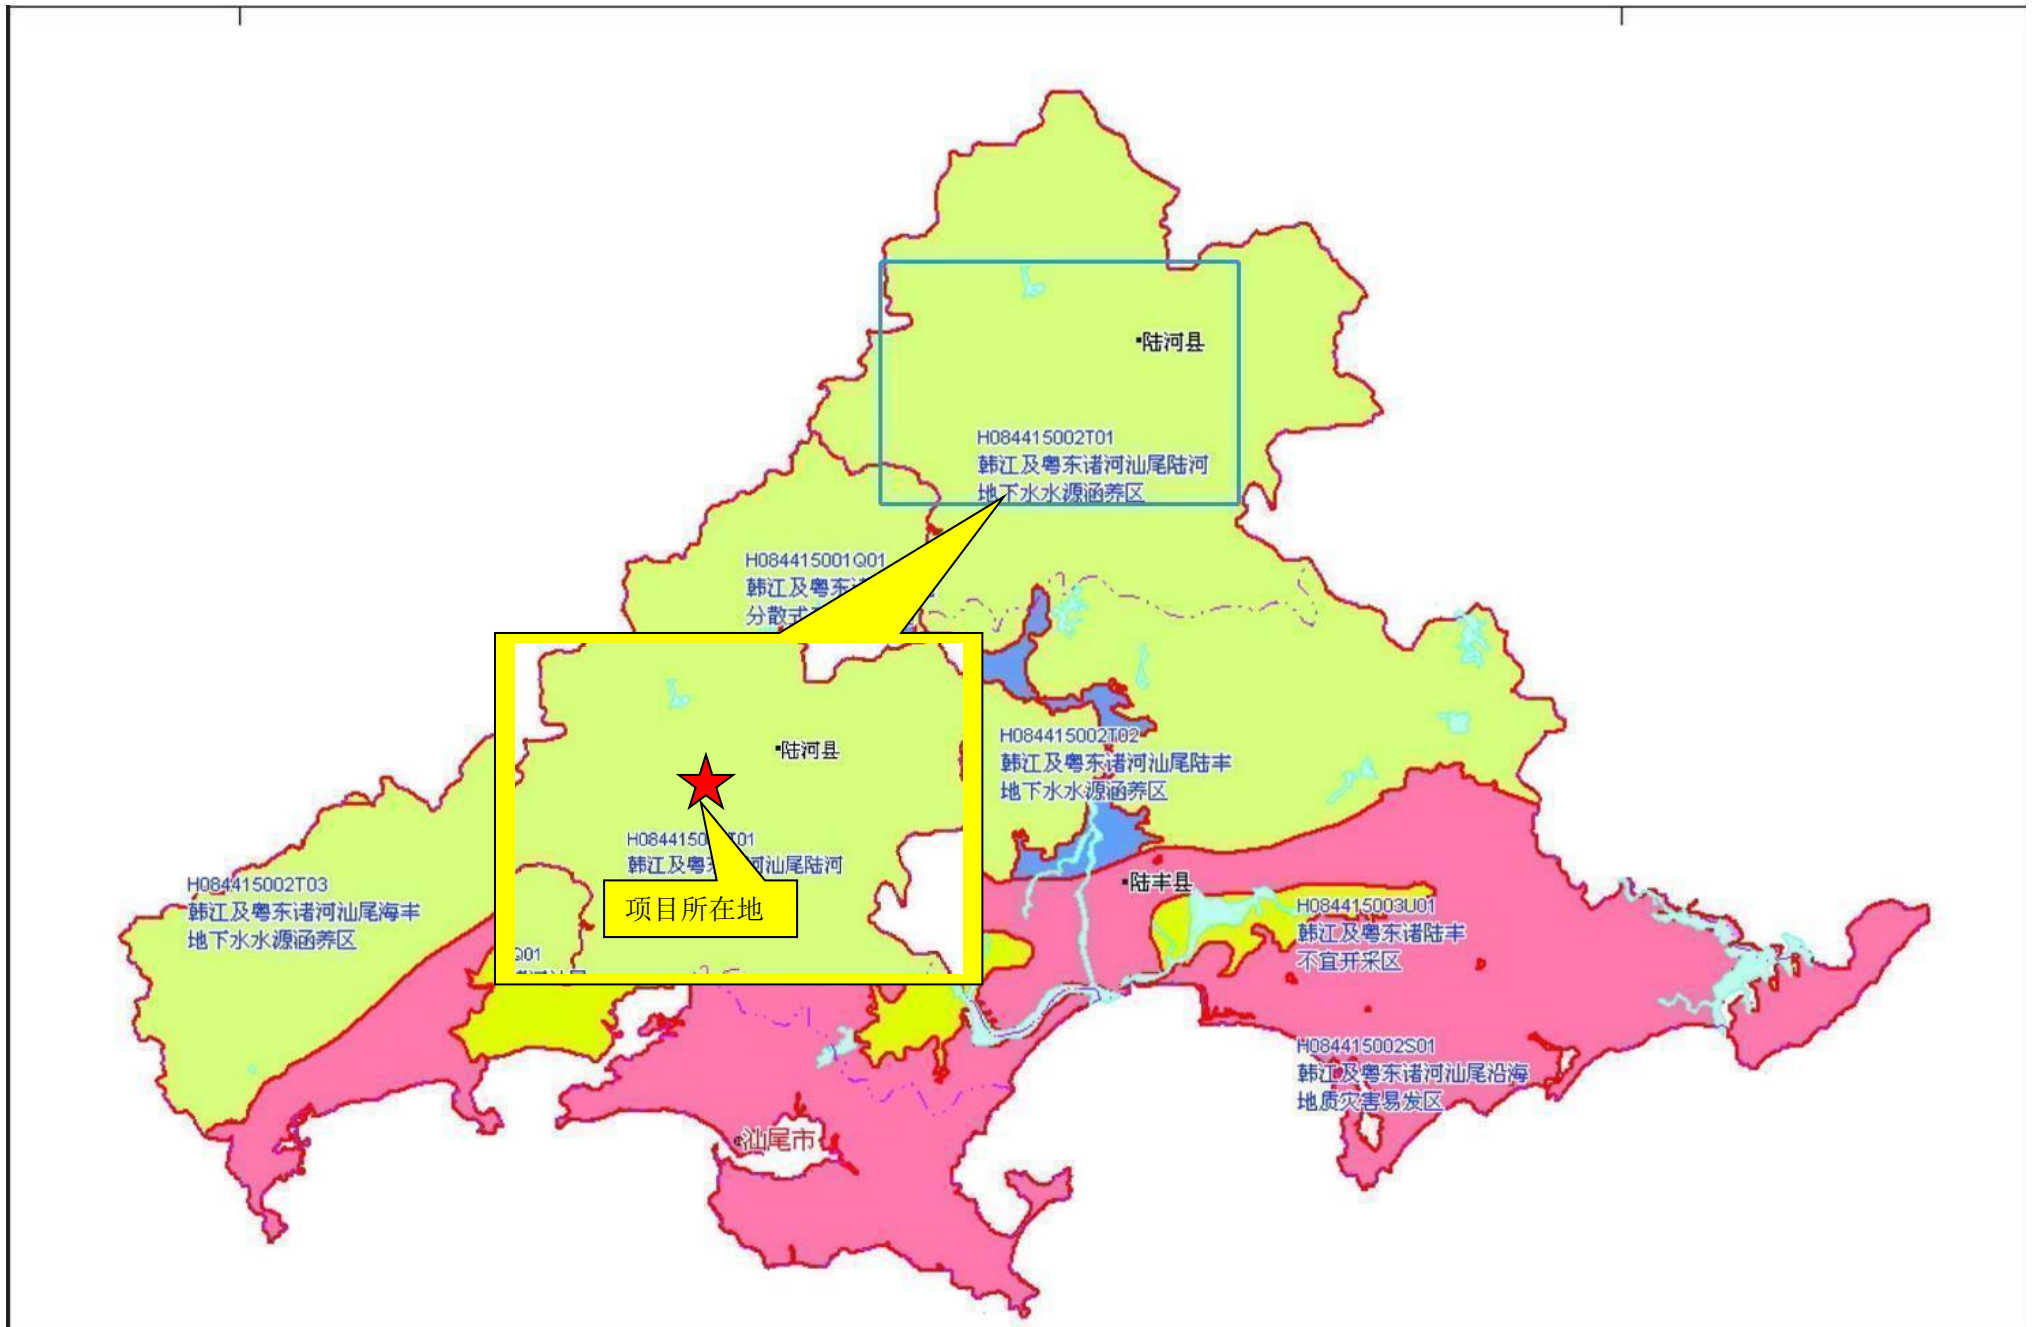 陆河县
H084415002T01
韩江及粤东诸河汕尾陆河
地下水水源涵养区
H084415001Q01
韩江及粤东诸
分散式
陆河县
H0844150 T01
韩江及粤东 河汕尾陆河
项目所在地
Q01
H084415002T02
韩江及粤东诸河汕尾陆丰
地下水水源涵养区
H084415002T03
韩江及粤东诸河汕尾海丰
地下水水源涵养区
陆丰县
H084415003U01
韩江及粤东诸陆丰
不宜开采区
H084415002S01
韩江及粤东诸河汕尾沿海
地质灾害易发区
汕尾市